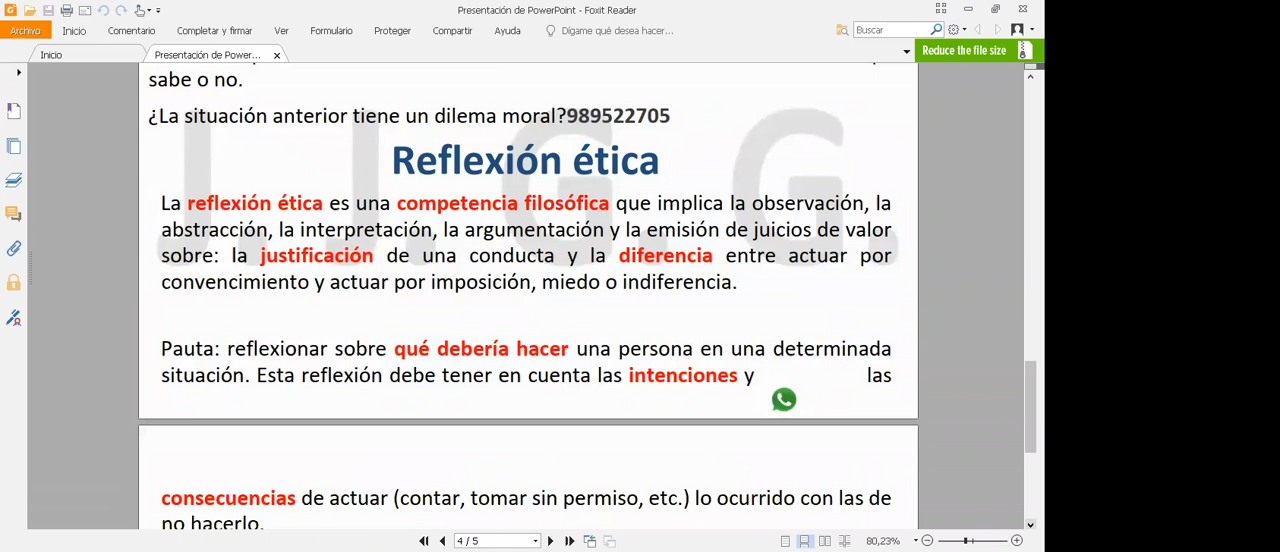 Presentación de PowerPoint - Foxit Reader
Archivo Inicio Comentario Completar y firmar Ver Formulario Proteger Compartir Ayuda Dígame qué desea hacer... Buscar
Inicio Presentación de Power... Reduce the file size
sabe o no.
¿La situación anterior tiene un dilema moral?989522705
J. J. G. G.
Reflexión ética
La reflexión ética es una competencia filosófica que implica la observación, la
abstracción, la interpretación, la argumentación y la emisión de juicios de valor
sobre: la justificación de una conducta y la diferencia entre actuar por
convencimiento y actuar por imposición, miedo o indiferencia.
Pauta: reflexionar sobre qué debería hacer una persona en una determinada
situación. Esta reflexión debe tener en cuenta las intenciones y las
consecuencias de actuar (contar, tomar sin permiso, etc.) lo ocurrido con las de
no hacerlo.
4 / 5 80,23%